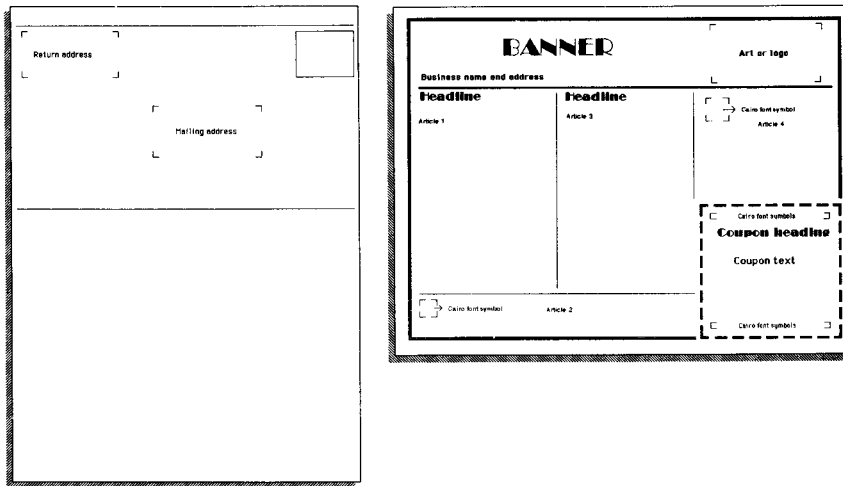 Return address
Mailing address
BANNER
Art or logo
Business name and address
Headline
Article 1
Headline
Article 3
Cairo font symbol
Article 4
Cairo font symbols
Coupon heading
Coupon text
Cairo font symbols
Cairo font symbol
Article 2